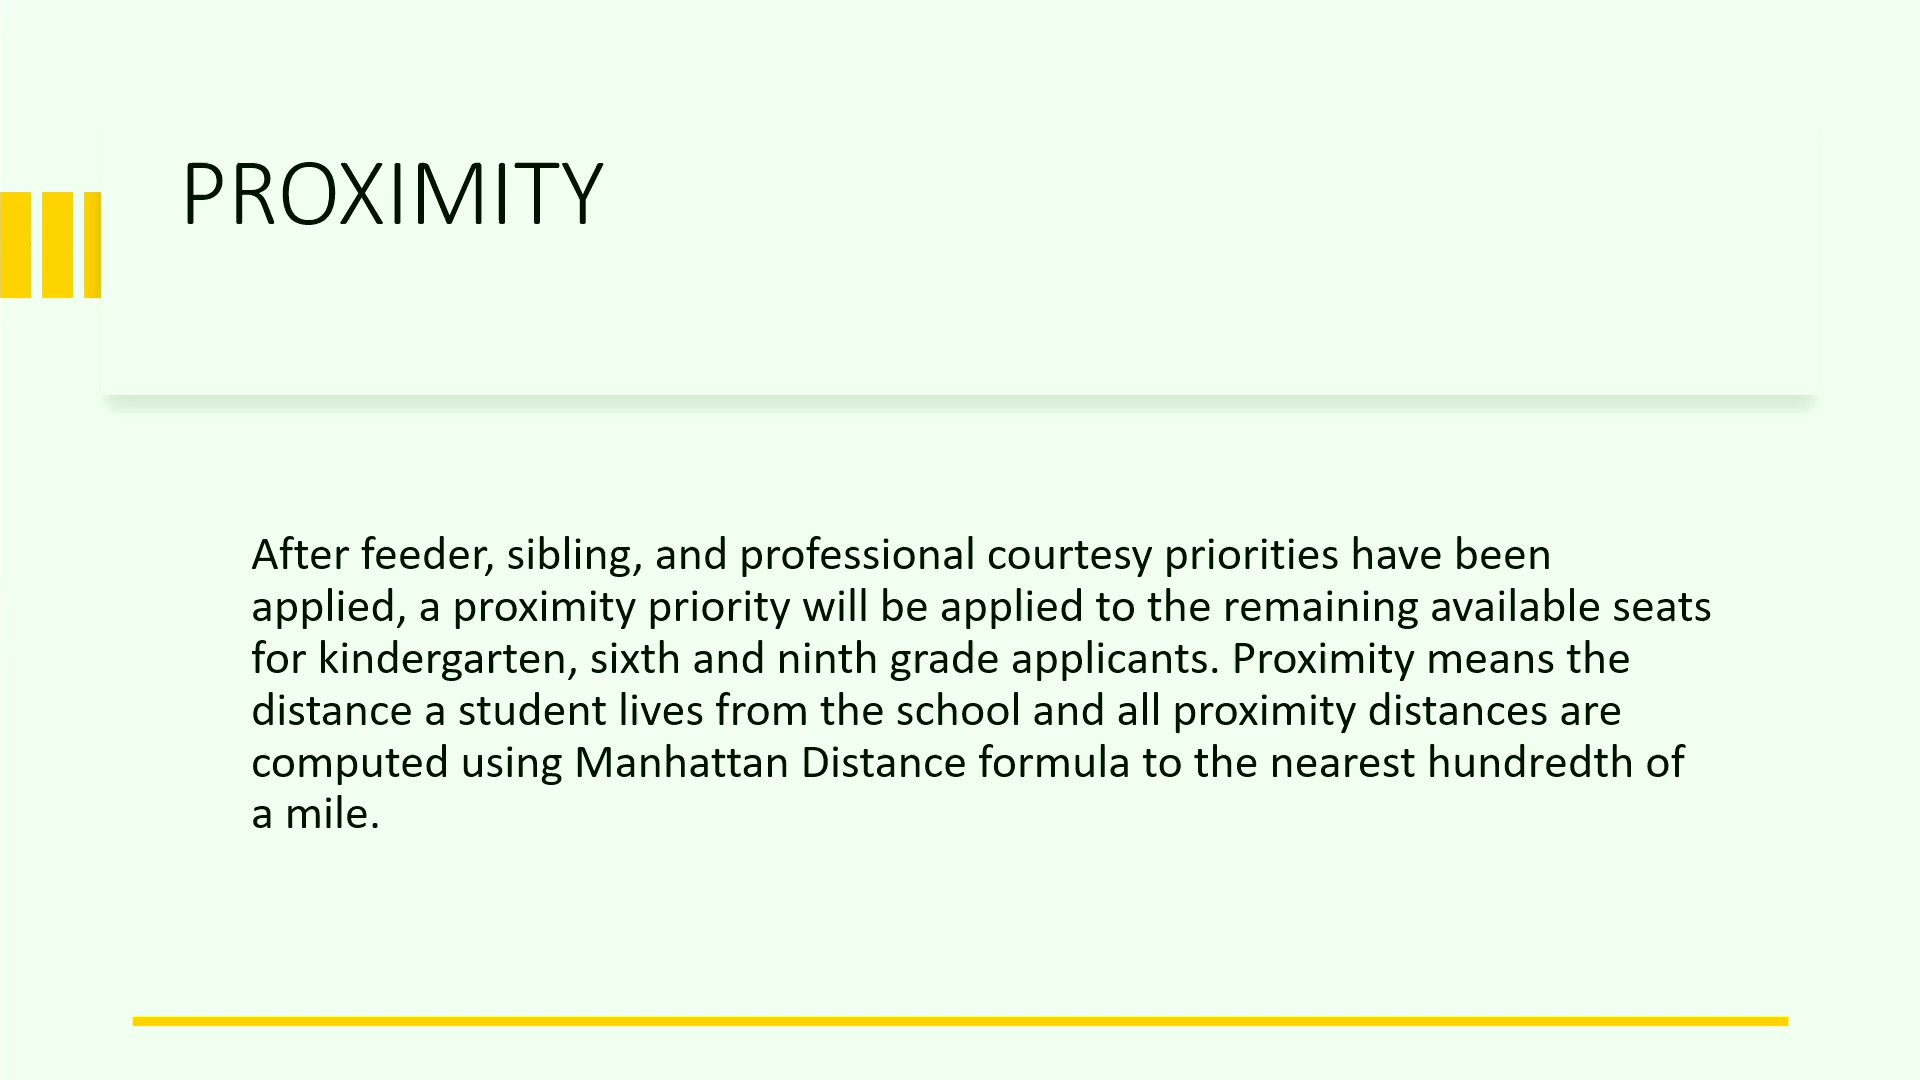 PROXIMITY
After feeder, sibling, and professional courtesy priorities have been
applied, a proximity priority will be applied to the remaining available seats
for kindergarten, sixth and ninth grade applicants. Proximity means the
distance a student lives from the school and all proximity distances are
computed using Manhattan Distance formula to the nearest hundredth of
a mile.